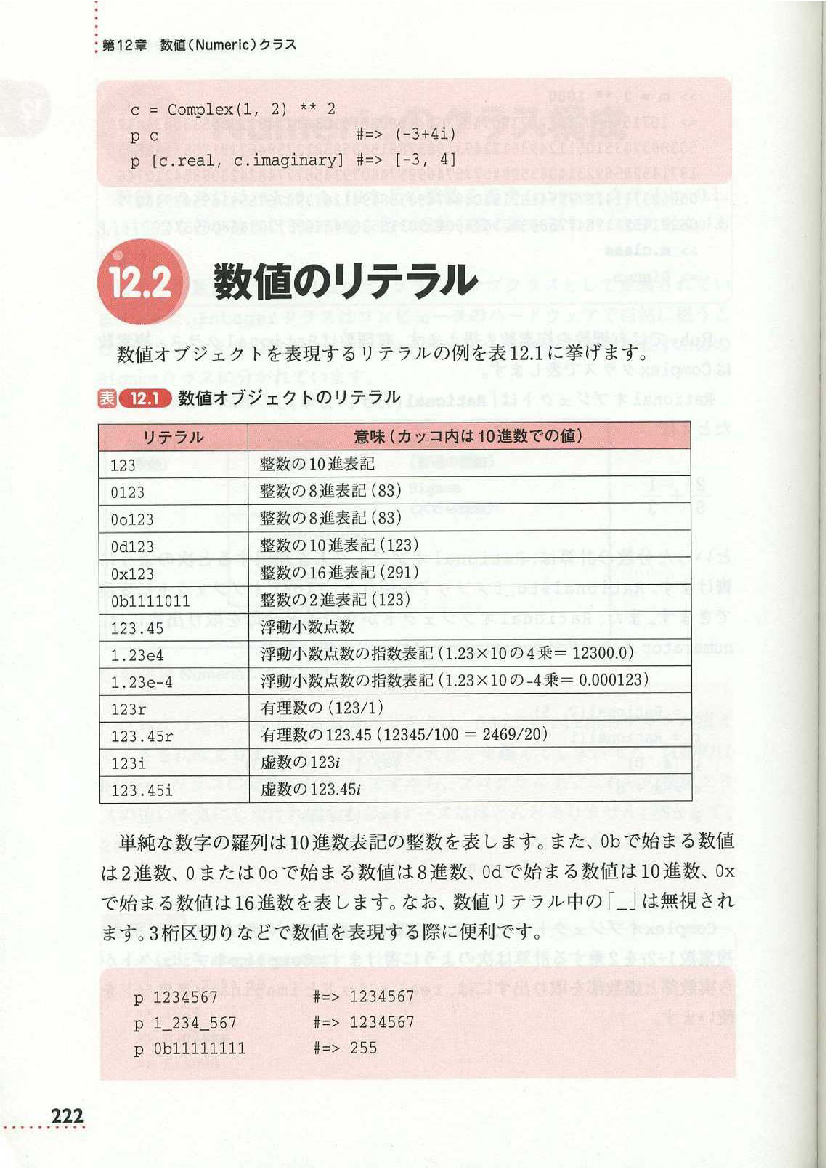 第12章 数値(Numeric)クラス
c = Complex(1, 2) ** 2
p c #=> (-3+4i)
p [c.real, c.imaginary] #=> [-3, 4]
12.2 数値のリテラル
数値オブジェクトを表現するリテラルの例を表12.1に挙げます。
表 12.1 数値オブジェクトのリテラル
リテラル 意味(カッコ内は10進数での値)
123 整数の10進表記
0123 整数の8進表記(83)
0o123 整数の8進表記(83)
0d123 整数の10進表記(123)
0x123 整数の16進表記(291)
0b1111011 整数の2進表記(123)
123.45 浮動小数点数
1.23e4 浮動小数点数の指数表記(1.23×10の4乗= 12300.0)
1.23e-4 浮動小数点数の指数表記(1.23×10の-4乗= 0.000123)
123r 有理数の(123/1)
123.45r 有理数の123.45(12345/100 = 2469/20)
123i 虚数の123i
123.45i 虚数の123.45i
単純な数字の羅列は10進数表記の整数を表します。また、0bで始まる数値
は2進数、0または0oで始まる数値は8進数、0dで始まる数値は10進数、0x
で始まる数値は16進数を表します。なお、数値リテラル中の「_」は無視され
ます。3桁区切りなどで数値を表現する際に便利です。
p 1234567 #=> 1234567
p 1_234_567 #=> 1234567
p 0b11111111 #=> 255
222